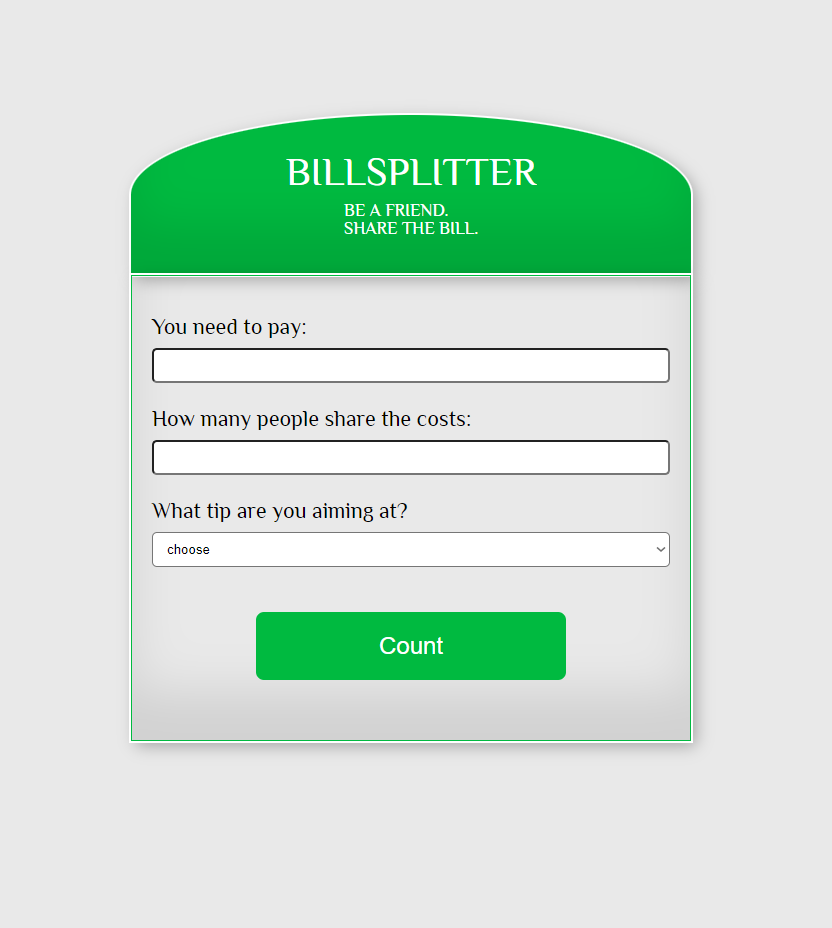 BILLSPLITTER
BE A FRIEND.
SHARE THE BILL.
You need to pay:
How many people share the costs:
What tip are you aiming at?
choose
Count